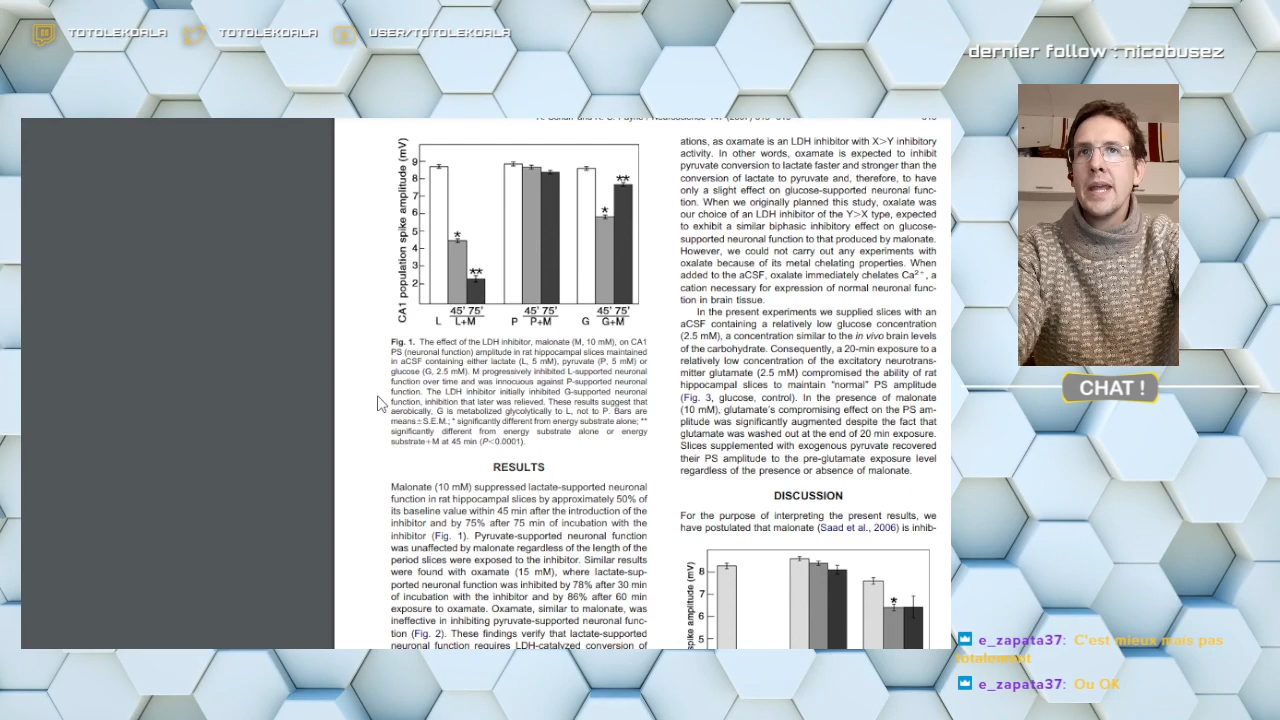 TOTOLEKOALA TOTOLEKOALA USER/TOTOLEKOALA
dernier follow : nicobusez
CHAT !
e_zapata37: C'est mieux mais pas
totalement
e_zapata37: Ou OK
CA1 population spike amplitude (mV)
9
8
7
6
5
4
3
2
*
**
*
**
45' 75' 45' 75' 45' 75'
L L+M P P+M G G+M
Fig. 1. The effect of the LDH inhibitor, malonate (M, 10 mM), on CA1
PS (neuronal function) amplitude in rat hippocampal slices maintained
in aCSF containing either lactate (L, 5 mM), pyruvate (P, 5 mM) or
glucose (G, 2.5 mM). M progressively inhibited L-supported neuronal
function over time and was innocuous against P-supported neuronal
function. The LDH inhibitor initially inhibited G-supported neuronal
function, inhibition that later was relieved. These results suggest that
aerobically, G is metabolized glycolytically to L, not to P. Bars are
means±S.E.M.; * significantly different from energy substrate alone; **
significantly different from energy substrate alone or energy
substrate+M at 45 min (P<0.0001).
RESULTS
Malonate (10 mM) suppressed lactate-supported neuronal
function in rat hippocampal slices by approximately 50% of
its baseline value within 45 min after the introduction of the
inhibitor and by 75% after 75 min of incubation with the
inhibitor (Fig. 1). Pyruvate-supported neuronal function
was unaffected by malonate regardless of the length of the
period slices were exposed to the inhibitor. Similar results
were found with oxamate (15 mM), where lactate-sup-
ported neuronal function was inhibited by 78% after 30 min
of incubation with the inhibitor and by 86% after 60 min
exposure to oxamate. Oxamate, similar to malonate, was
ineffective in inhibiting pyruvate-supported neuronal func-
tion (Fig. 2). These findings verify that lactate-supported
neuronal function requires LDH-catalyzed conversion of
ations, as oxamate is an LDH inhibitor with X>Y inhibitory
activity. In other words, oxamate is expected to inhibit
pyruvate conversion to lactate faster and stronger than the
conversion of lactate to pyruvate and, therefore, to have
only a slight effect on glucose-supported neuronal func-
tion. When we originally planned this study, oxalate was
our choice of an LDH inhibitor of the Y>X type, expected
to exhibit a similar biphasic inhibitory effect on glucose-
supported neuronal function to that produced by malonate.
However, we could not carry out any experiments with
oxalate because of its metal chelating properties. When
added to the aCSF, oxalate immediately chelates Ca2+, a
cation necessary for expression of normal neuronal func-
tion in brain tissue.
In the present experiments we supplied slices with an
aCSF containing a relatively low glucose concentration
(2.5 mM), a concentration similar to the in vivo brain levels
of the carbohydrate. Consequently, a 20-min exposure to a
relatively low concentration of the excitatory neurotrans-
mitter glutamate (2.5 mM) compromised the ability of rat
hippocampal slices to maintain “normal” PS amplitude
(Fig. 3, glucose, control). In the presence of malonate
(10 mM), glutamate's compromising effect on the PS am-
plitude was significantly augmented despite the fact that
glutamate was washed out at the end of 20 min exposure.
Slices supplemented with exogenous pyruvate recovered
their PS amplitude to the pre-glutamate exposure level
regardless of the presence or absence of malonate.
DISCUSSION
For the purpose of interpreting the present results, we
have postulated that malonate (Saad et al., 2006) is inhib-
spike amplitude (mV)
8
7
6
5
*